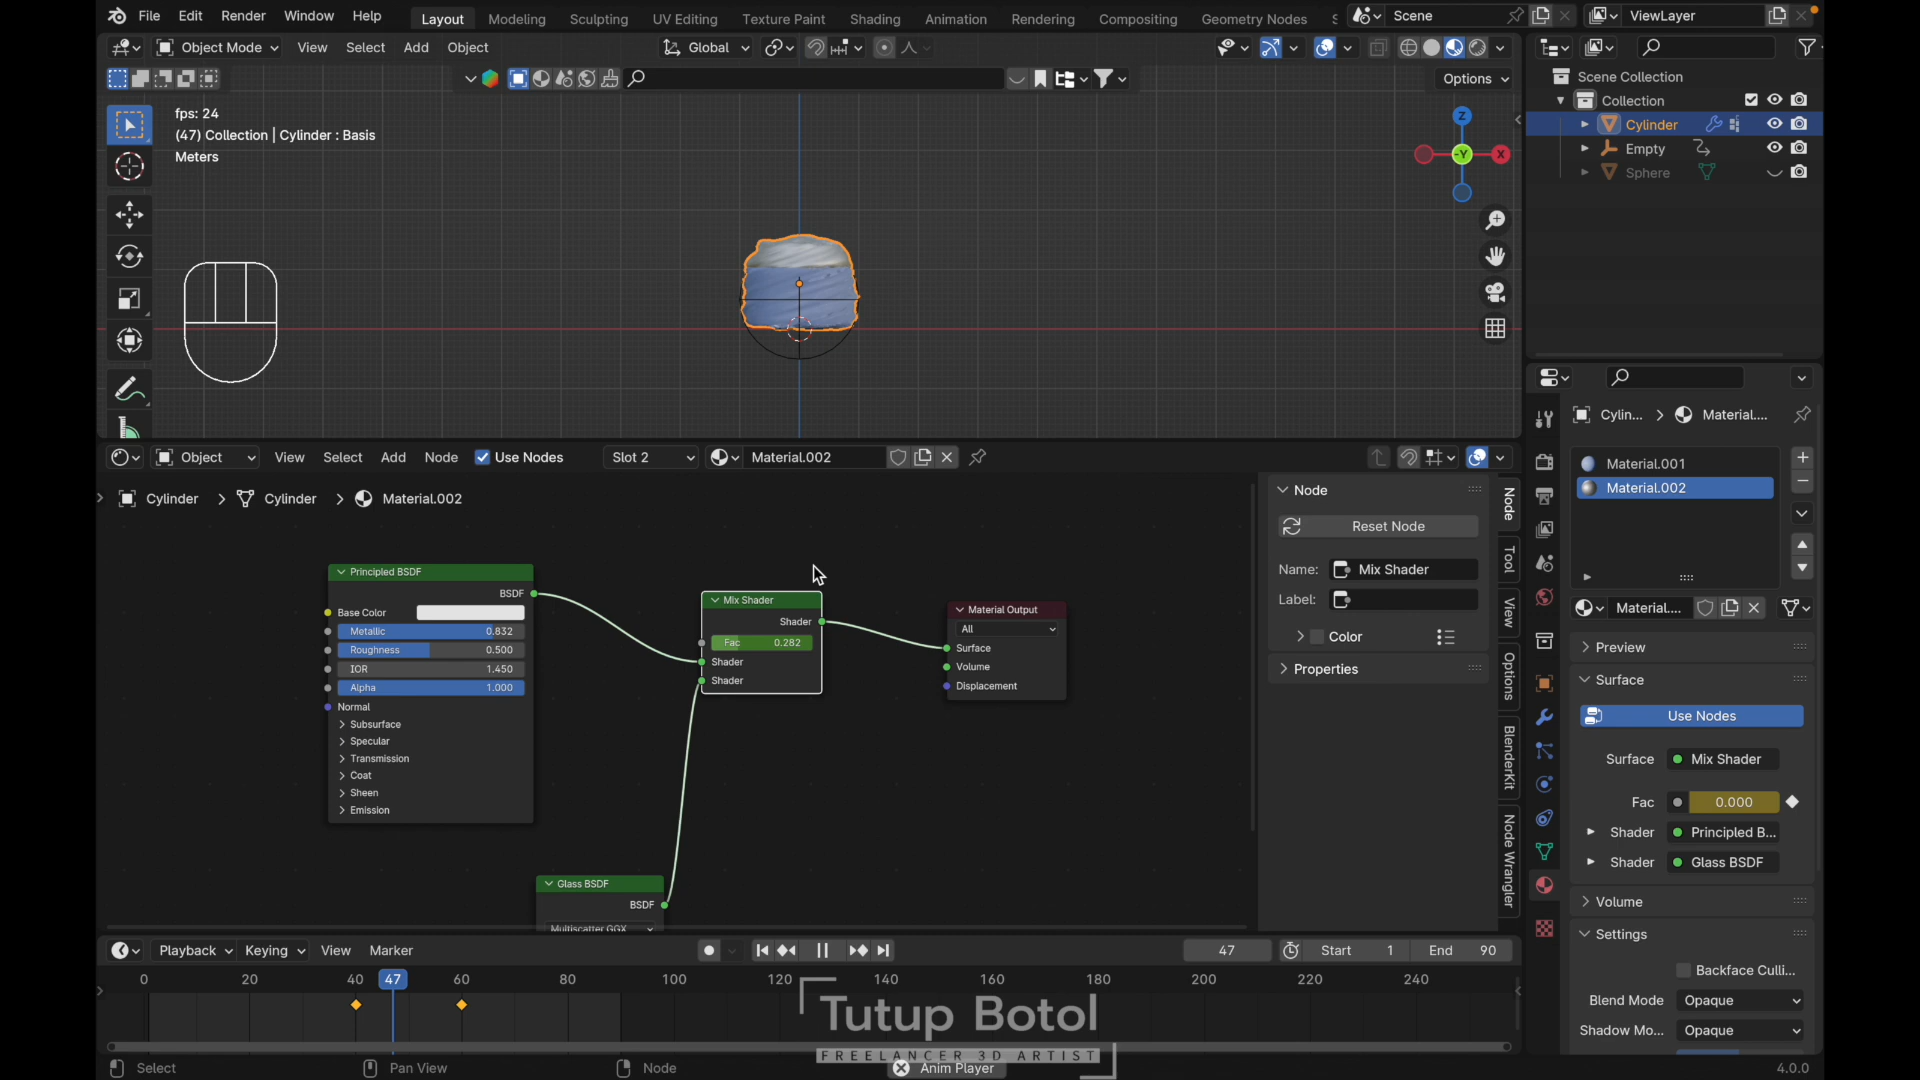 File Edit Render Window Help
Layout Modeling Sculpting UV Editing Texture Paint Shading Animation Rendering Compositing Geometry Nodes S
Scene
ViewLayer
Object Mode View Select Add Object
Global
Options
fps: 24
(47) Collection | Cylinder : Basis
Meters
Z
-Y
X
Scene Collection
Collection
Cylinder
Empty
Sphere
Object View Select Add Node Use Nodes Slot 2 Material.002
Cylinder > Cylinder > Material.002
Principled BSDF
BSDF
Base Color
Metallic 0.832
Roughness 0.500
IOR 1.450
Alpha 1.000
Normal
Subsurface
Specular
Transmission
Coat
Sheen
Emission
Mix Shader
Shader
Fac 0.282
Shader
Shader
Glass BSDF
BSDF
Multiscatter GGX
Material Output
All
Surface
Volume
Displacement
Node
Reset Node
Name: Mix Shader
Label:
Color
Properties
Node
Tool
View
Options
BlenderKit
Node Wrangler
Cylin... > Material....
Material.001
Material.002
Material....
Preview
Surface
Use Nodes
Surface Mix Shader
Fac 0.000
Shader Principled B...
Shader Glass BSDF
Volume
Settings
Backface Culli...
Blend Mode Opaque
Shadow Mo... Opaque
Playback Keying View Marker
47 Start 1 End 90
0 20 40 47 60 80 100 120 140 160 180 200 220 240
Tutup Botol
FREELANCER 3D ARTIST
Select Pan View Node Anim Player 4.0.0